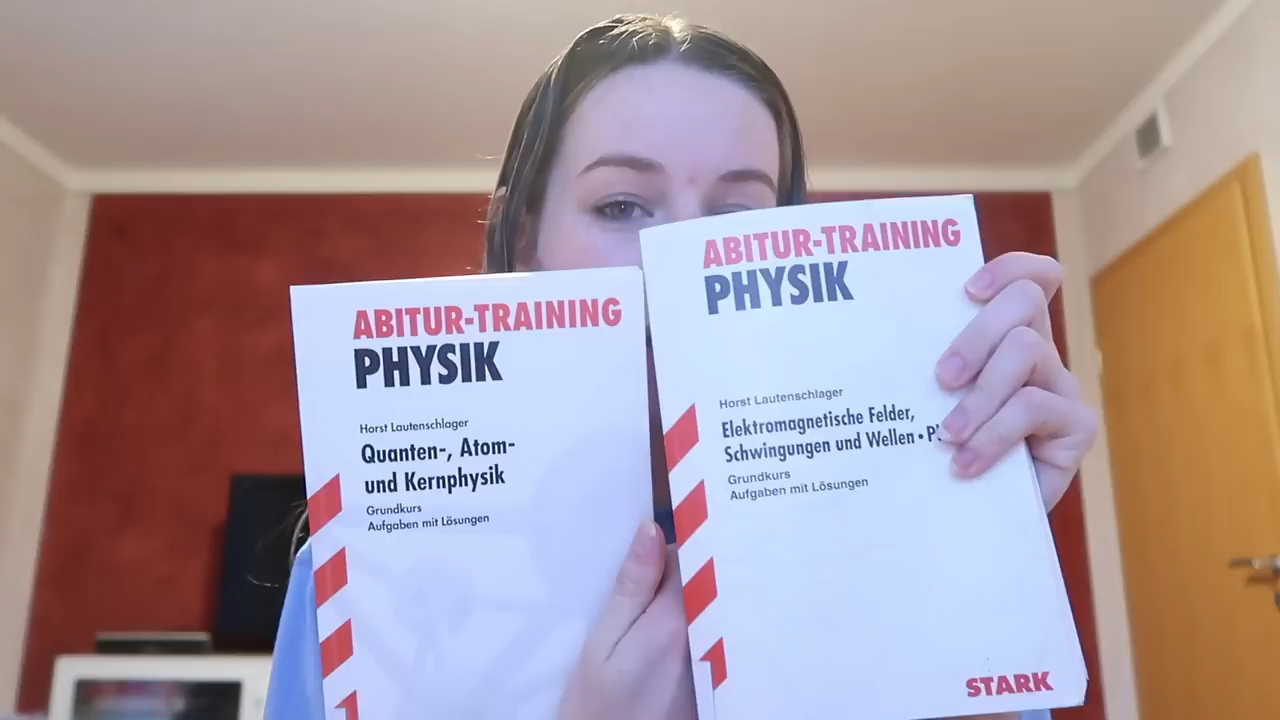 ABITUR-TRAINING
PHYSIK
Horst Lautenschlager
Quanten-, Atom-
und Kernphysik
Grundkurs
Aufgaben mit Lösungen
ABITUR-TRAINING
PHYSIK
Horst Lautenschlager
Elektromagnetische Felder,
Schwingungen und Wellen •
Grundkurs
Aufgaben mit Lösungen
STARK